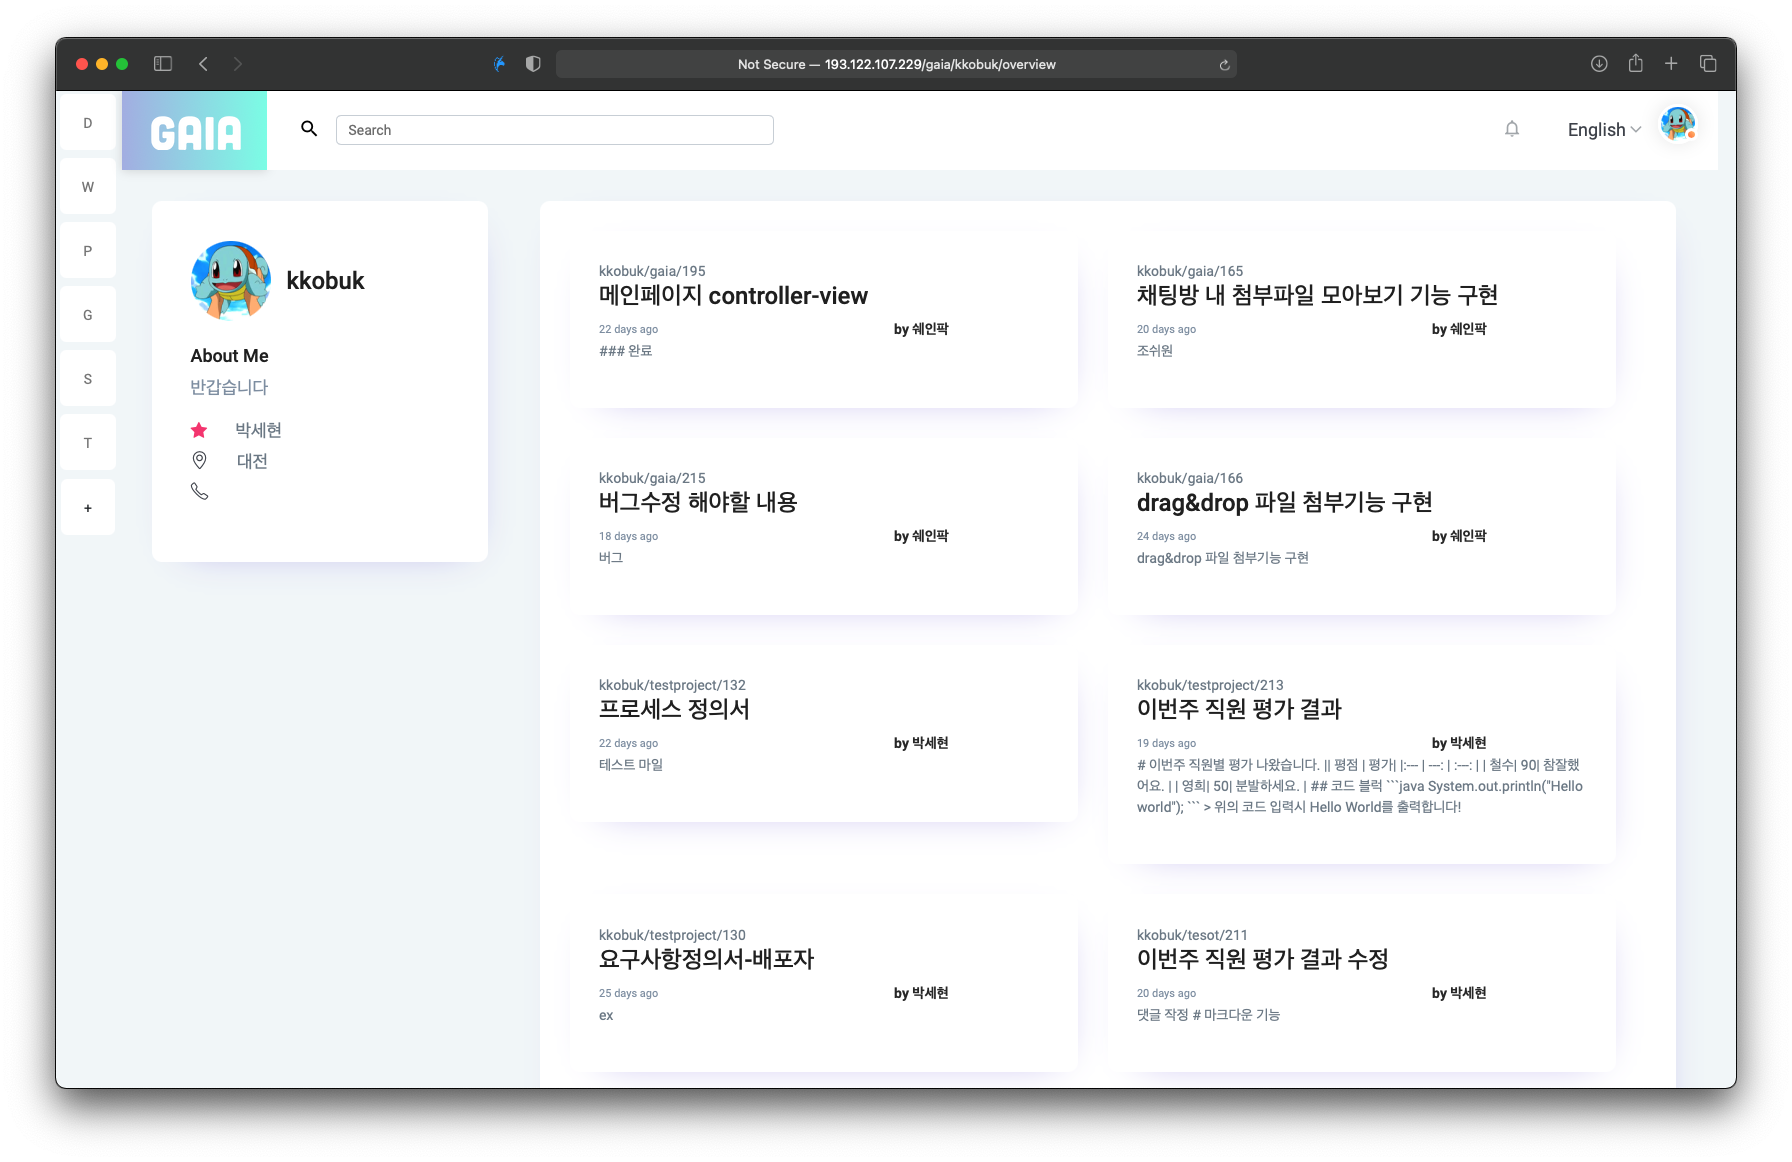 Not Secure — 193.122.107.229/gaia/kkobuk/overview
D
W
P
G
S
T
+
GAIA
Search
English
kkobuk
About Me
반갑습니다
박세현
대전
kkobuk/gaia/195
메인페이지 controller-view
22 days ago
by 쉐인팍
### 완료
kkobuk/gaia/165
채팅방 내 첨부파일 모아보기 기능 구현
20 days ago
by 쉐인팍
조쉬원
kkobuk/gaia/215
버그수정 해야할 내용
18 days ago
by 쉐인팍
버그
kkobuk/gaia/166
drag&drop 파일 첨부기능 구현
24 days ago
by 쉐인팍
drag&drop 파일 첨부기능 구현
kkobuk/testproject/132
프로세스 정의서
22 days ago
by 박세현
테스트 마일
kkobuk/testproject/213
이번주 직원 평가 결과
19 days ago
by 박세현
# 이번주 직원별 평가 나왔습니다. || 평점 | 평가| |:--- | ---: | :---: | | 철수| 90| 참잘했
어요. | | 영희| 50| 분발하세요. | ## 코드 블럭 ```java System.out.println("Hello
world"); ``` > 위의 코드 입력시 Hello World를 출력합니다!
kkobuk/testproject/130
요구사항정의서-배포자
25 days ago
by 박세현
ex
kkobuk/tesot/211
이번주 직원 평가 결과 수정
20 days ago
by 박세현
댓글 작정 # 마크다운 기능